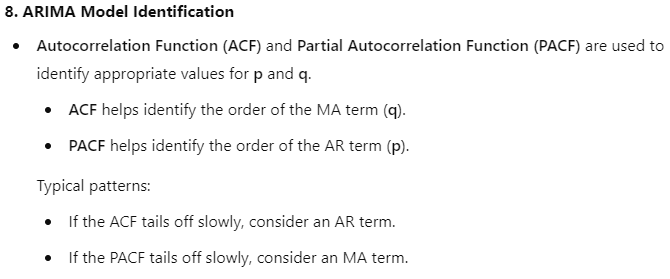 8. ARIMA Model Identification
• Autocorrelation Function (ACF) and Partial Autocorrelation Function (PACF) are used to
identify appropriate values for p and q.
• ACF helps identify the order of the MA term (q).
• PACF helps identify the order of the AR term (p).
Typical patterns:
• If the ACF tails off slowly, consider an AR term.
• If the PACF tails off slowly, consider an MA term.